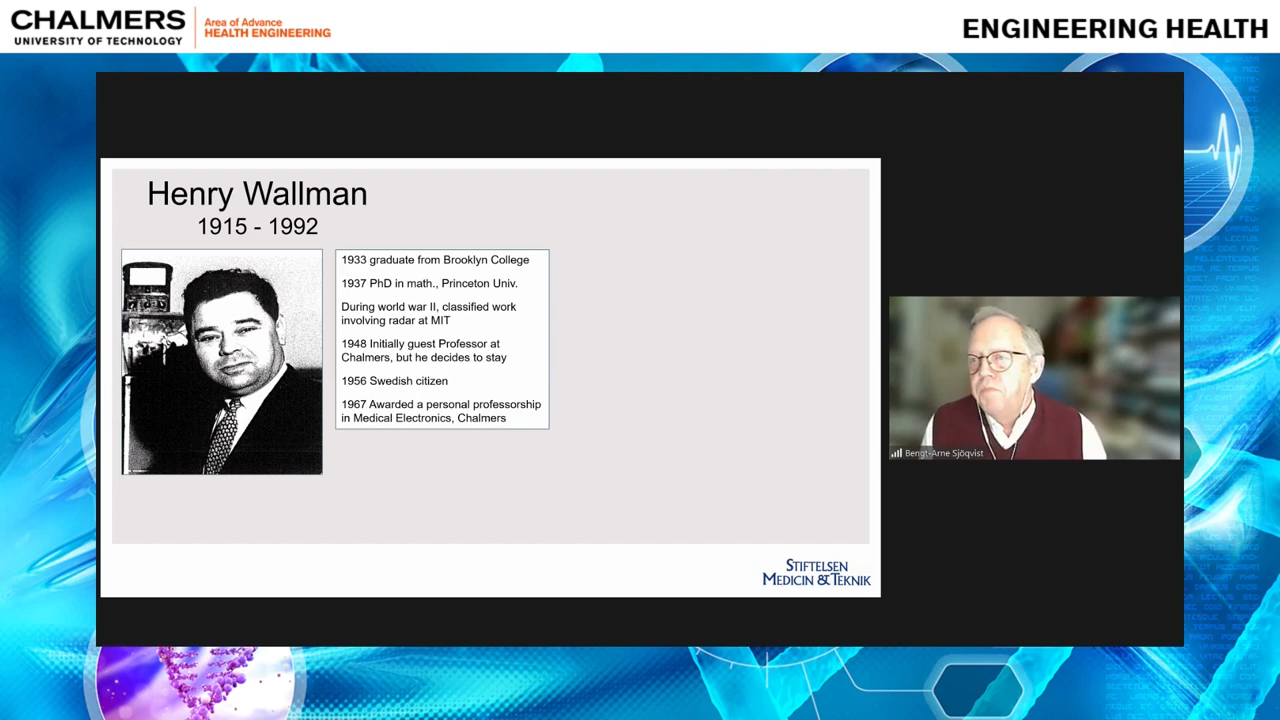 CHALMERS
UNIVERSITY OF TECHNOLOGY
Area of Advance
HEALTH ENGINEERING
ENGINEERING HEALTH
Henry Wallman
1915 - 1992
1933 graduate from Brooklyn College
1937 PhD in math., Princeton Univ.
During world war II, classified work
involving radar at MIT
1948 Initially guest Professor at
Chalmers, but he decides to stay
1956 Swedish citizen
1967 Awarded a personal professorship
in Medical Electronics, Chalmers
Bengt-Arne Sjöqvist
STIFTELSEN
MEDICIN & TEKNIK